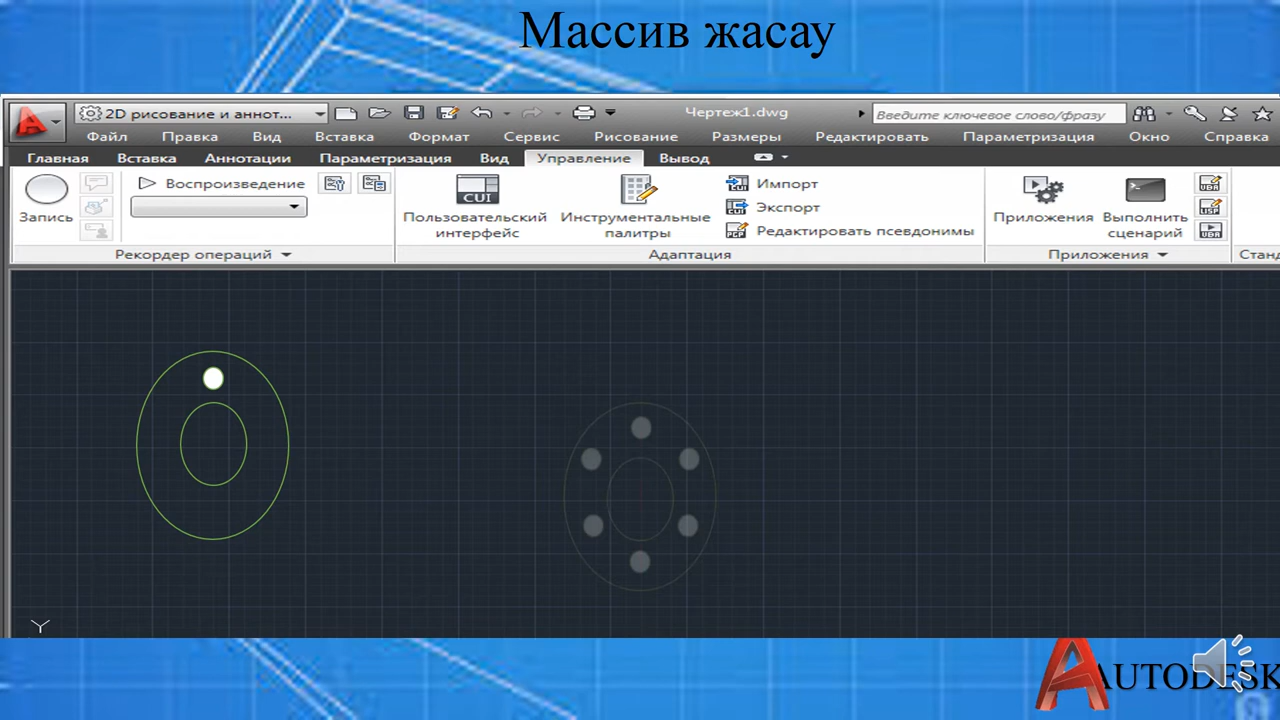 Массив жасау
2D рисование и аннот...
Чертеж1.dwg
Введите ключевое слово/фразу
Файл Правка Вид Вставка Формат Сервис Рисование Размеры Редактировать Параметризация Окно Справка
Главная Вставка Аннотации Параметризация Вид Управление Вывод
Запись
Воспроизведение
Рекордер операций
CUI
Пользовательский
интерфейс
Инструментальные
палитры
Импорт
Экспорт
Редактировать псевдонимы
Адаптация
Приложения
Выполнить
сценарий
Приложения
Станд
AUTODESK